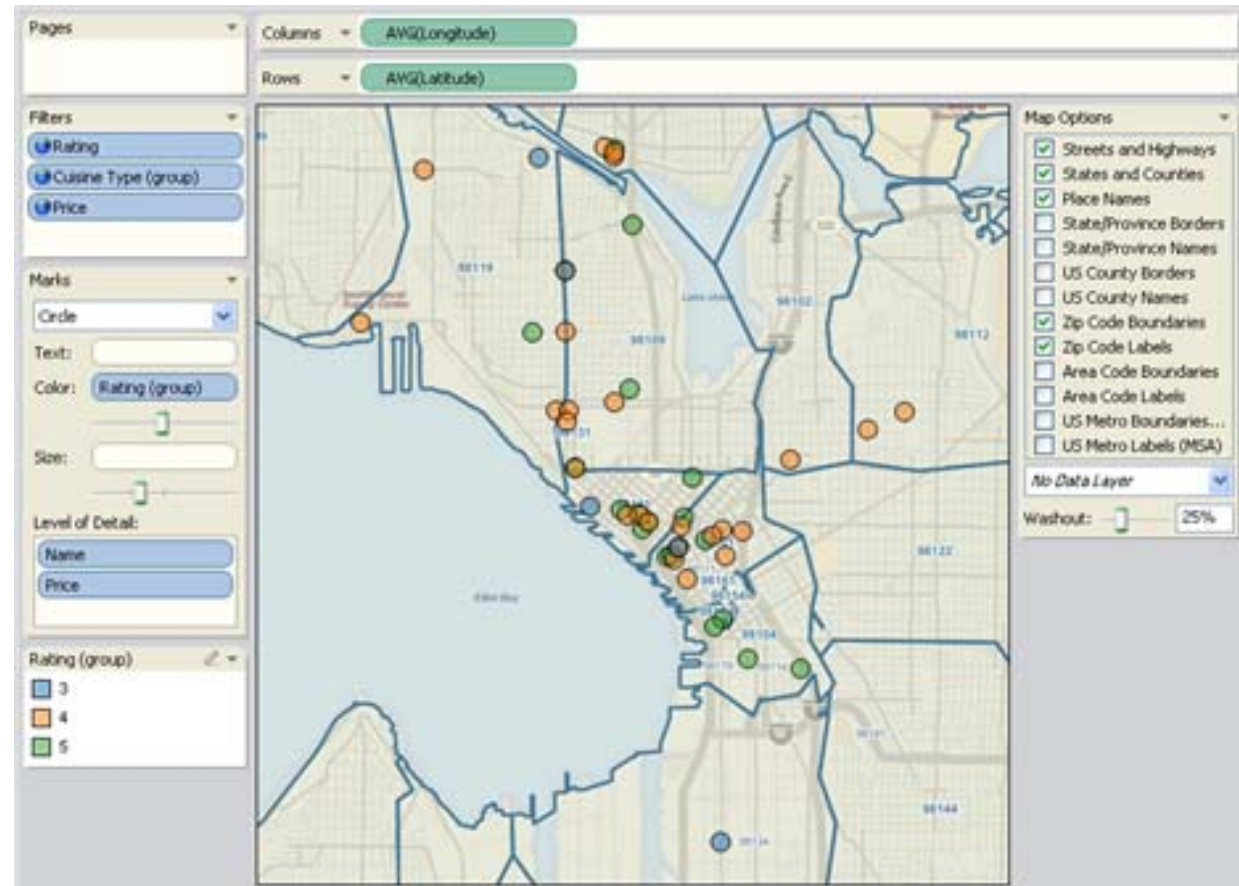 Pages
Columns
AVG(Longitude)
Rows
AVG(Latitude)
Filters
Rating
Cuisine Type (group)
Price
Marks
Circle
Text:
Color:
Rating (group)
Size:
Level of Detail:
Name
Price
Rating (group)
3
4
5
98119
98109
98102
98112
98122
98104
98144
Elliott Bay
Map Options
Streets and Highways
States and Counties
Place Names
State/Province Borders
State/Province Names
US County Borders
US County Names
Zip Code Boundaries
Zip Code Labels
Area Code Boundaries
Area Code Labels
US Metro Boundaries...
US Metro Labels (MSA)
No Data Layer
Washout:
25%